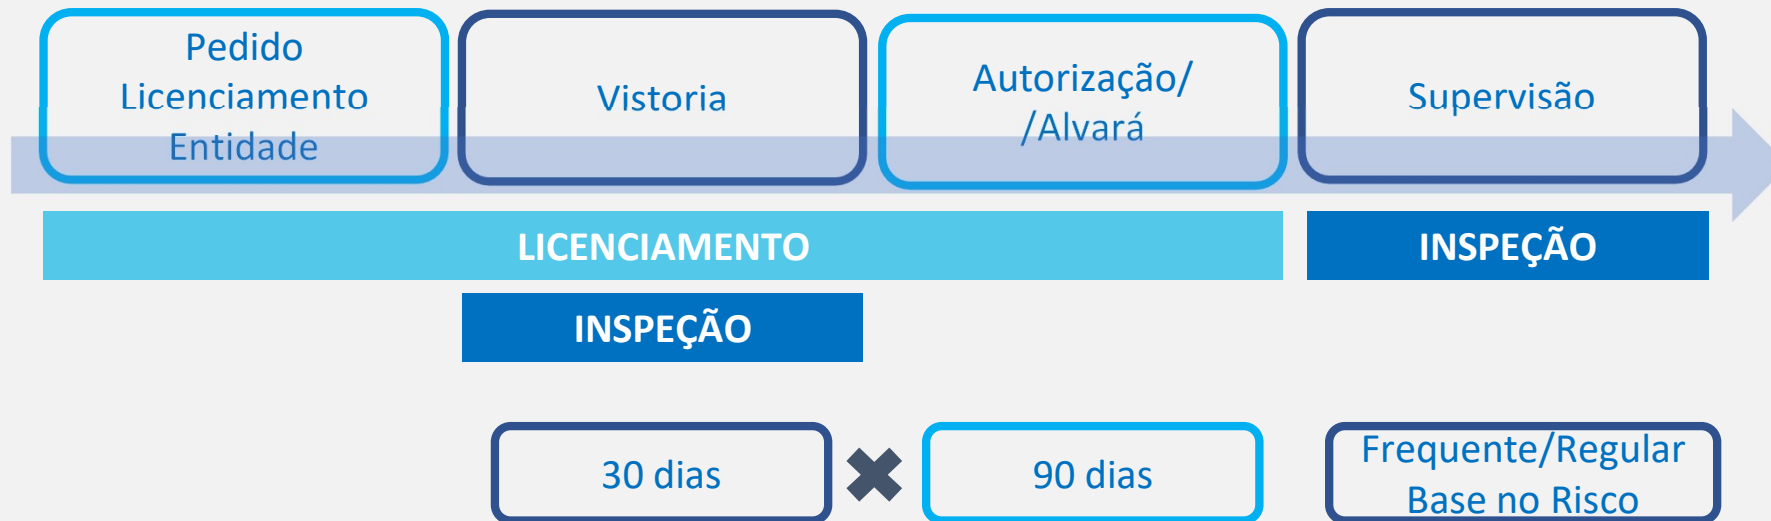 Pedido
Licenciamento
Entidade
Vistoria
Autorização/
/Alvará
Supervisão
LICENCIAMENTO
INSPEÇÃO
INSPEÇÃO
30 dias
90 dias
Frequente/Regular
Base no Risco